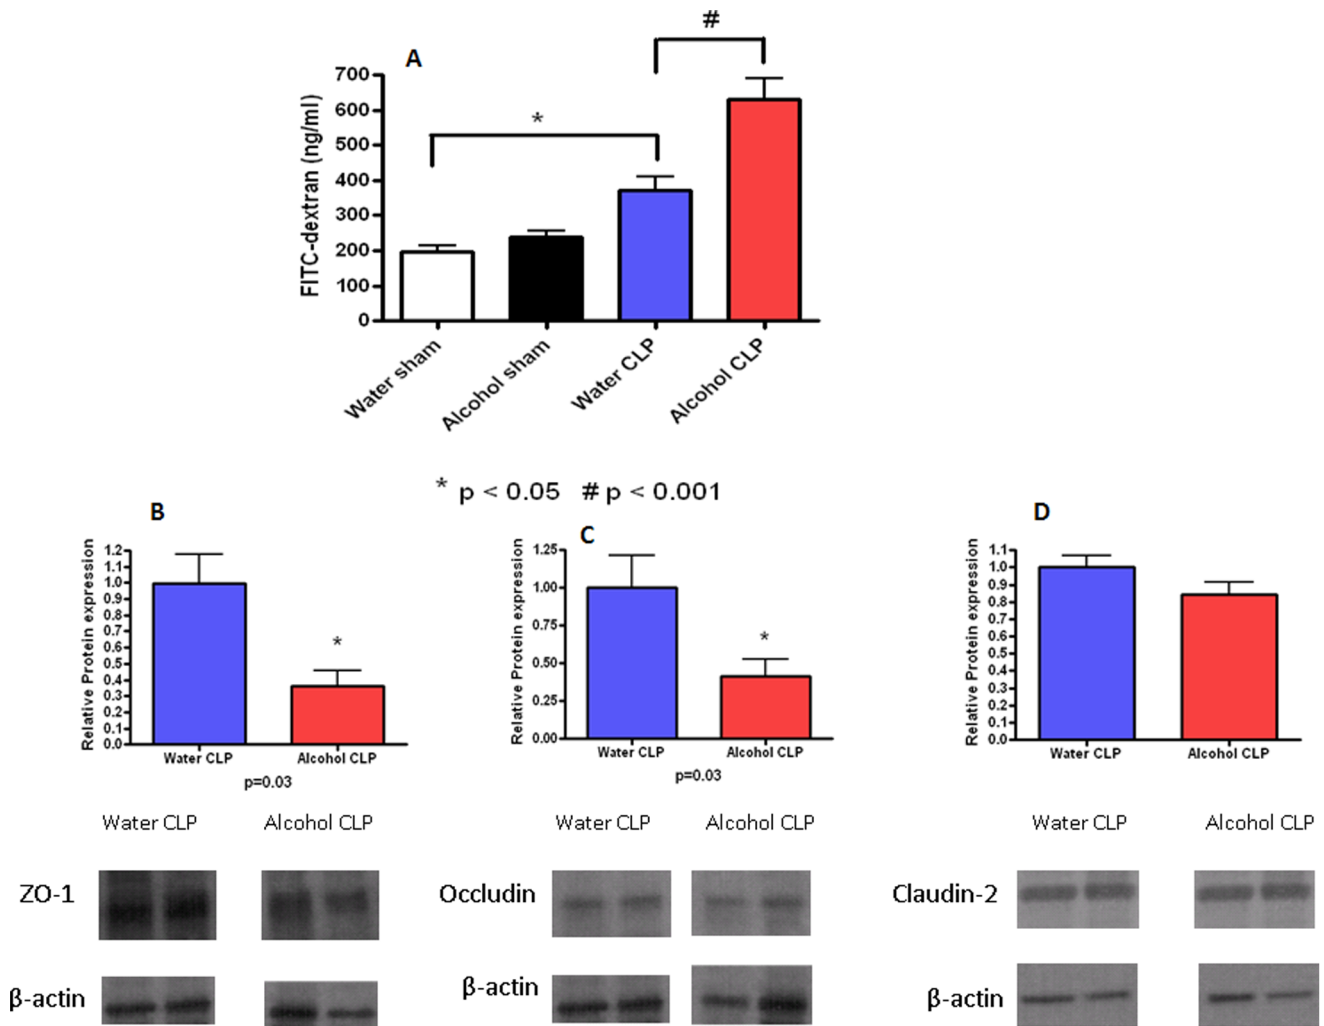 #
A
700
600
500
400
300
200
100
0
FITC-dextran (ng/ml)
*
Water sham
Alcohol sham
Water CLP
Alcohol CLP
* p < 0.05 # p < 0.001
B
1.2
1.1
1.0
0.9
0.8
0.7
0.6
0.5
0.4
0.3
0.2
0.1
0.0
Relative Protein expression
*
Water CLP Alcohol CLP
p=0.03
C
1.25
1.00
0.75
0.50
0.25
0.00
Relative Protein expression
*
Water CLP Alcohol CLP
p=0.03
D
1.1
1.0
0.9
0.8
0.7
0.6
0.5
0.4
0.3
0.2
0.1
0.0
Relative Protein expression
Water CLP Alcohol CLP
Water CLP Alcohol CLP
ZO-1
β-actin
Water CLP Alcohol CLP
Occludin
β-actin
Water CLP Alcohol CLP
Claudin-2
β-actin